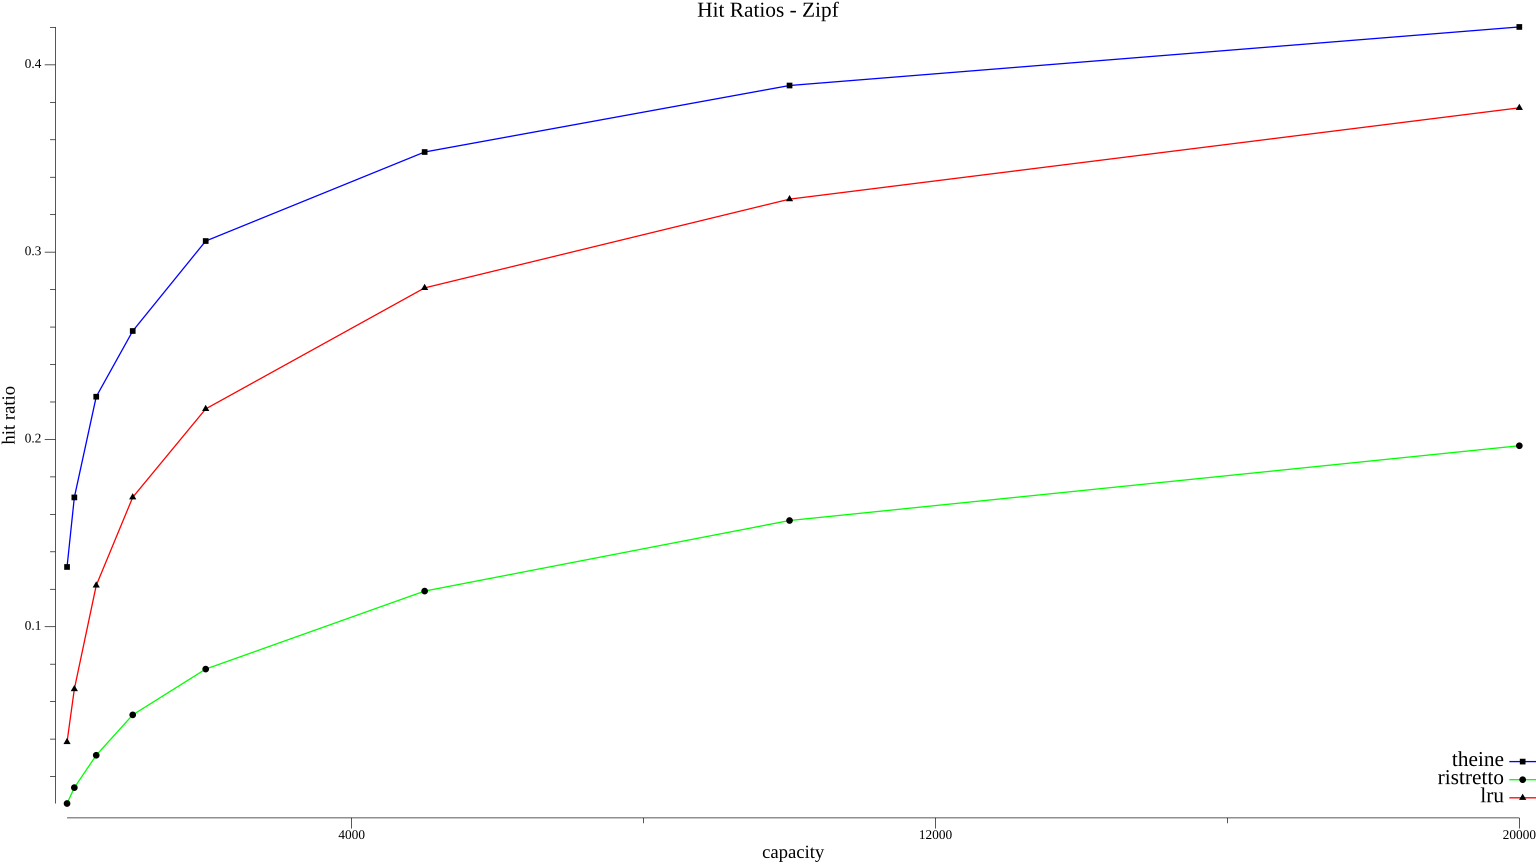 Hit Ratios - Zipf
0.4
0.3
0.2
0.1
hit ratio
theine
ristretto
lru
4000 12000 20000
capacity